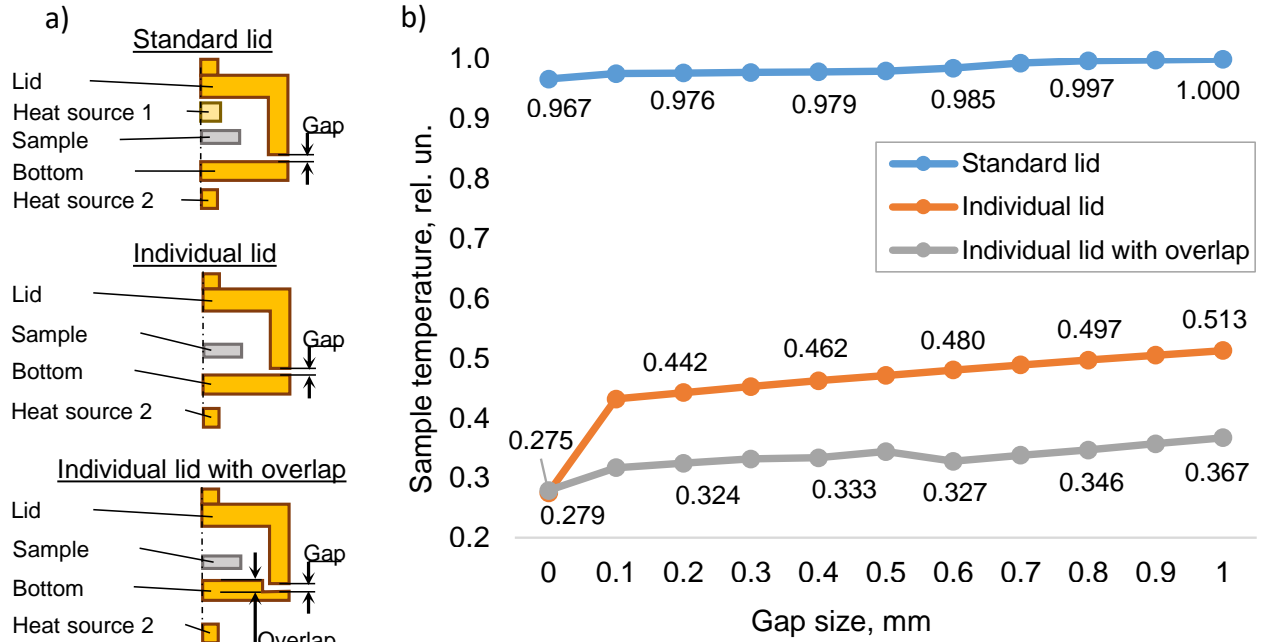 a)
Standard lid
Lid
Heat source 1
Gap
Sample
Bottom
Heat source 2
Individual lid
Lid
Sample
Gap
Bottom
Heat source 2
Individual lid with overlap
Lid
Sample
Gap
Bottom
Heat source 2
Overlap
b)
Sample temperature, rel. un.
1.0
0.9
0.8
0.7
0.6
0.5
0.4
0.3
0.2
0.967
0.976
0.979
0.985
0.997
1.000
Standard lid
Individual lid
Individual lid with overlap
0.442
0.462
0.480
0.497
0.513
0.275
0.279
0.324
0.333
0.327
0.346
0.367
0 0.1 0.2 0.3 0.4 0.5 0.6 0.7 0.8 0.9 1
Gap size, mm